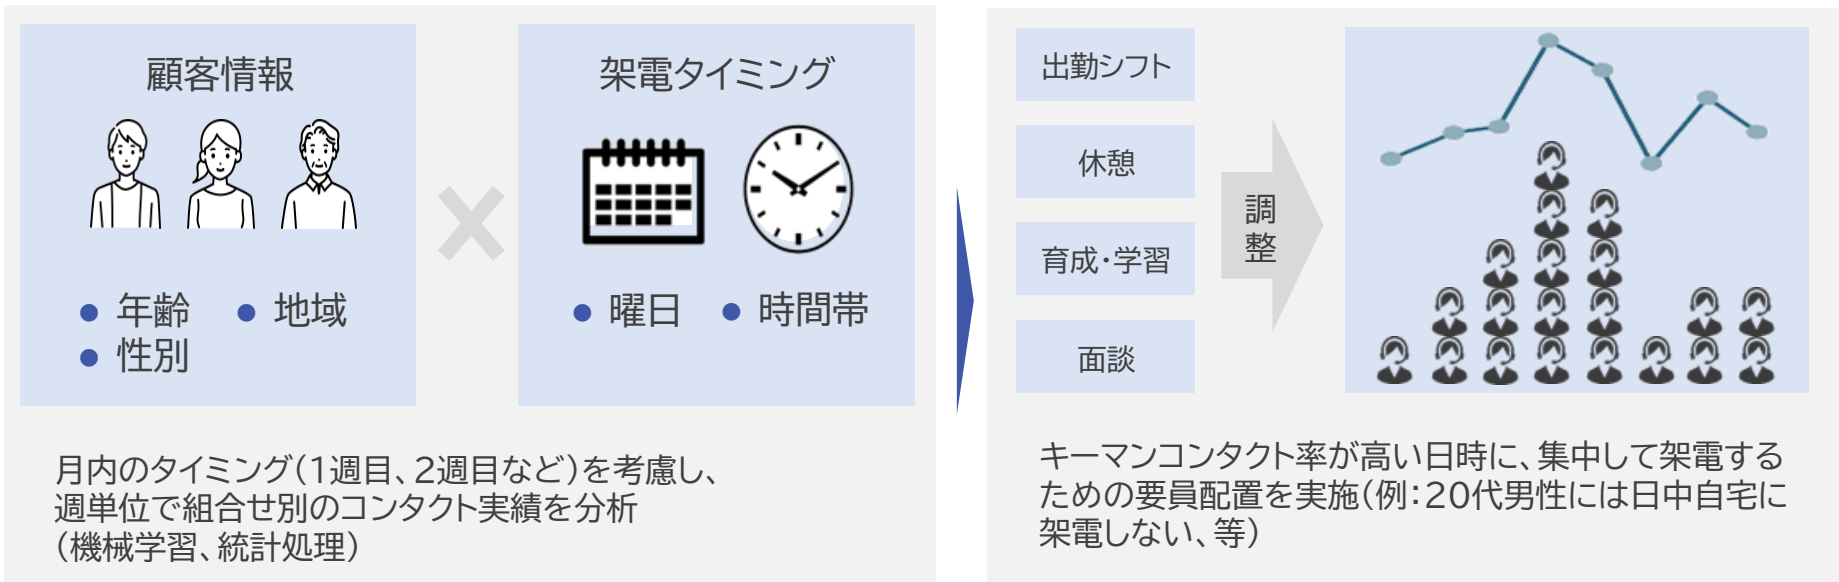 顧客情報
● 年齢 ● 地域
● 性別
架電タイミング
● 曜日 ● 時間帯
月内のタイミング(1週目、2週目など)を考慮し、
週単位で組合せ別のコンタクト実績を分析
(機械学習、統計処理)
出勤シフト
休憩
育成・学習
面談
調
整
キーマンコンタクト率が高い日時に、集中して架電する
ための要員配置を実施(例：20代男性には日中自宅に
架電しない、等)